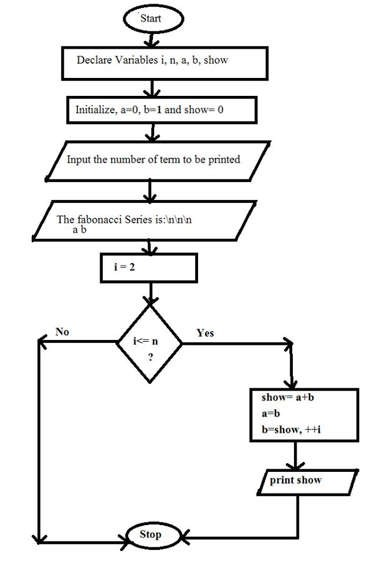 Start
Declare Variables i, n, a, b, show
Initialize, a=0, b=1 and show= 0
Input the number of term to be printed
The fabonacci Series is:\n\n\n
a b
i = 2
No
i<= n
?
Yes
show= a+b
a=b
b=show, ++i
print show
Stop